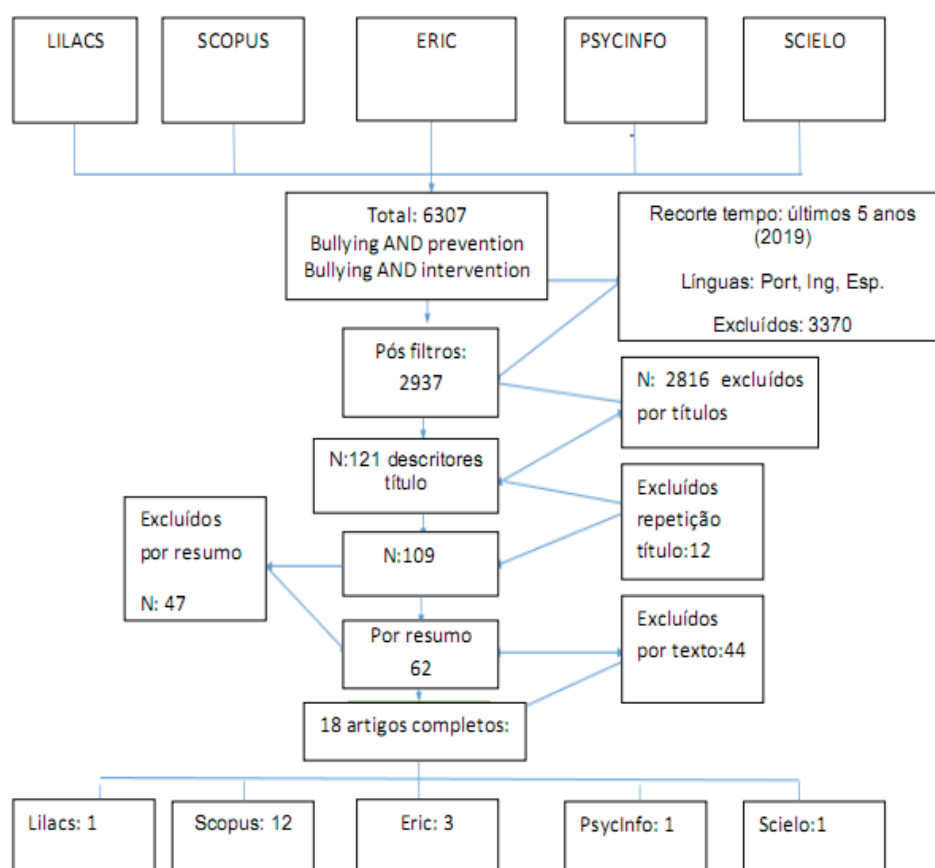 LILACS
SCOPUS
ERIC
PSYCINFO
SCIELO
Total: 6307
Bullying AND prevention
Bullying AND intervention
Recorte tempo: últimos 5 anos
(2019)
Línguas: Port, Ing, Esp.
Excluídos: 3370
Pós filtros:
2937
N: 2816 excluídos
por títulos
N:121 descritores
título
Excluídos
repetição
título:12
Excluídos
por resumo
N: 47
N:109
Por resumo
62
Excluídos
por texto:44
18 artigos completos:
Lilacs: 1
Scopus: 12
Eric: 3
PsycInfo: 1
Scielo:1